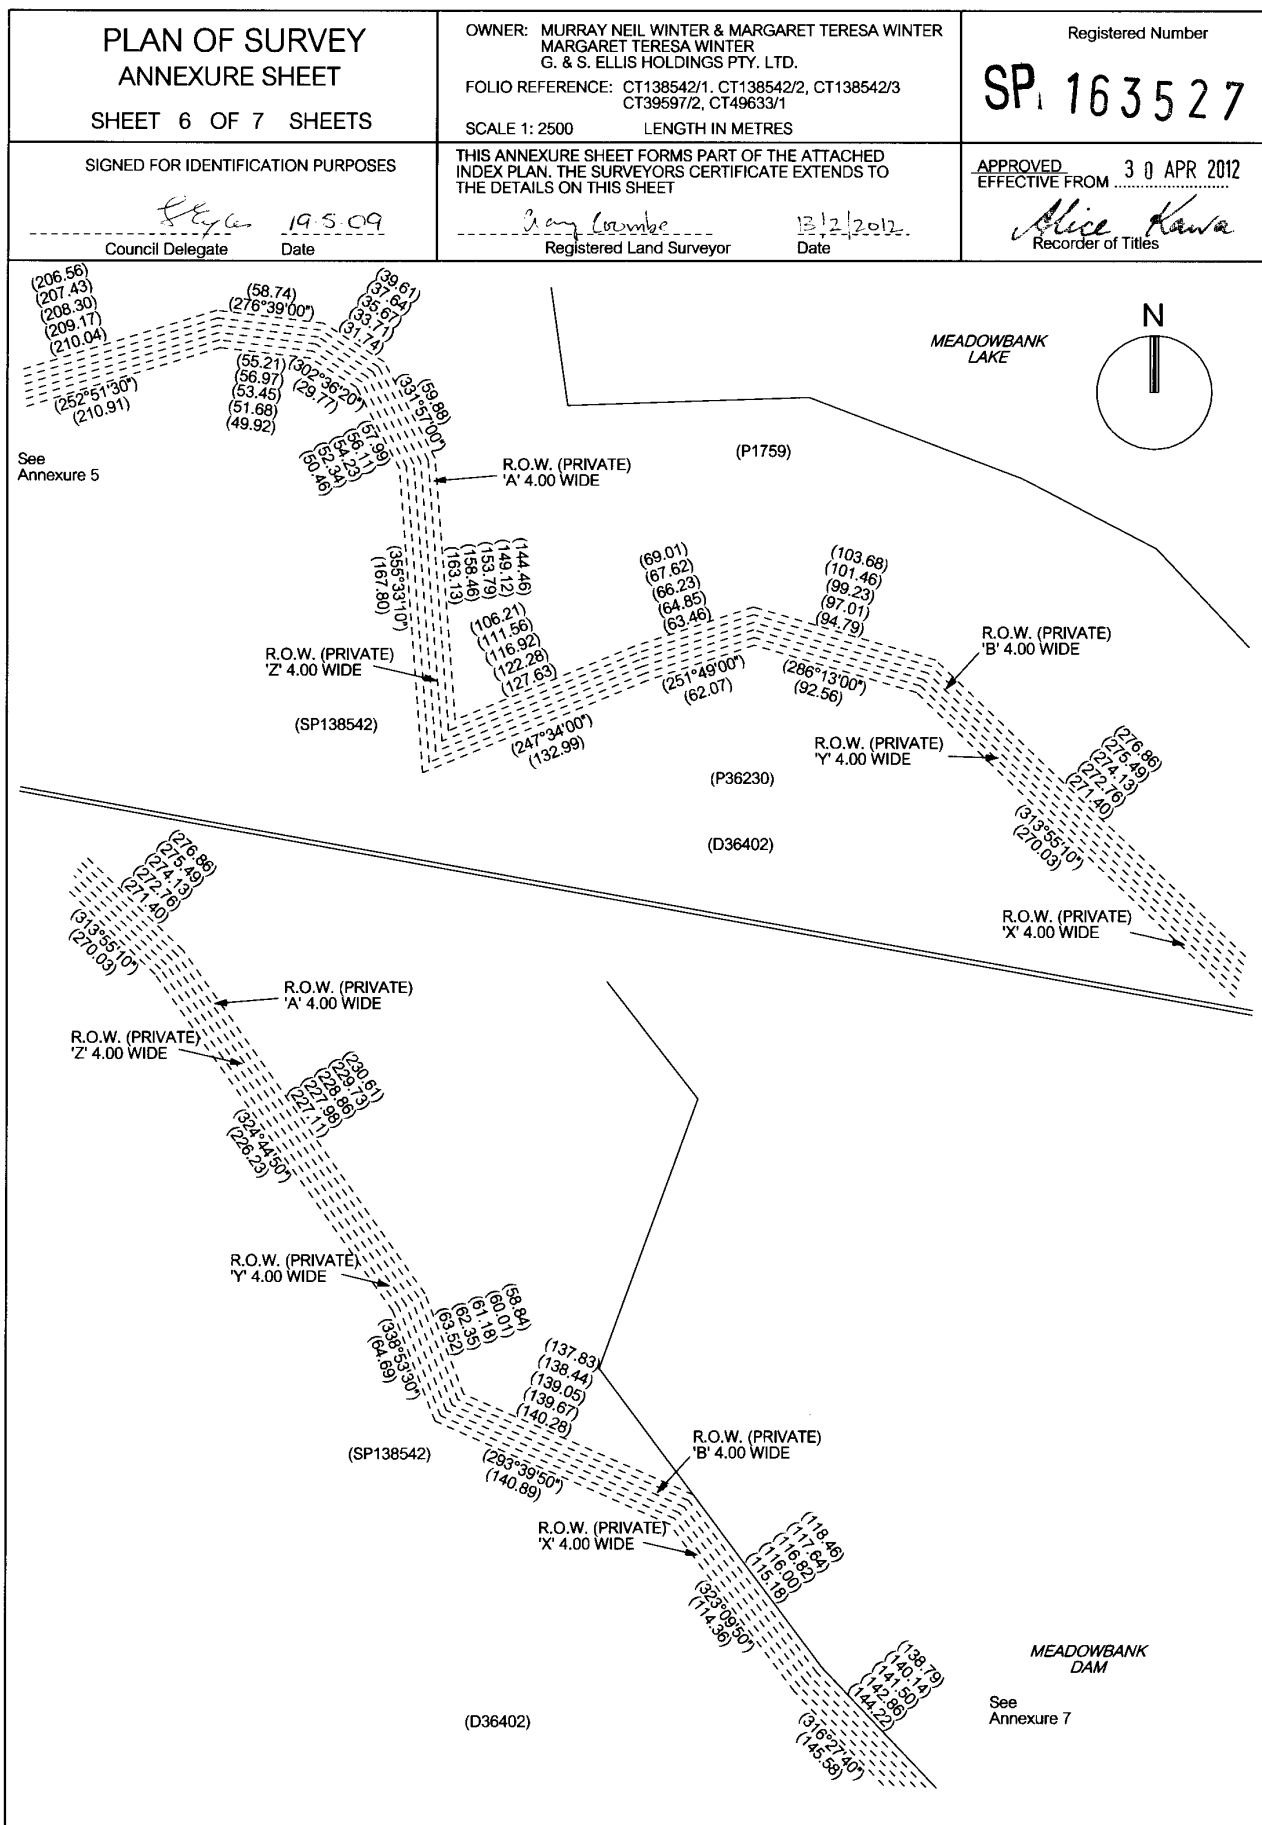 PLAN OF SURVEY
ANNEXURE SHEET
SHEET 6 OF 7 SHEETS
OWNER: MURRAY NEIL WINTER & MARGARET TERESA WINTER
MARGARET TERESA WINTER
G. & S. ELLIS HOLDINGS PTY. LTD.
FOLIO REFERENCE: CT138542/1. CT138542/2, CT138542/3
CT39597/2, CT49633/1
SCALE 1: 2500 LENGTH IN METRES
Registered Number
SP 163527
SIGNED FOR IDENTIFICATION PURPOSES
19-5-09
Council Delegate Date
THIS ANNEXURE SHEET FORMS PART OF THE ATTACHED
INDEX PLAN. THE SURVEYORS CERTIFICATE EXTENDS TO
THE DETAILS ON THIS SHEET
Coombe 13/2/2012
Registered Land Surveyor Date
APPROVED
EFFECTIVE FROM 30 APR 2012
Alice Kawa
Recorder of Titles
(206.56)
(207.43)
(208.30)
(209.17)
(210.04)
(252°51'30")
(210.91)
(58.74)
(276°39'00")
(55.21)
(56.97)
(53.45)
(51.68)
(49.92)
(39.61)
(37.64)
(35.67)
(33.71)
(31.74)
(302°36'20")
(29.77)
(59.88)
(331°57'00")
(57.99)
(56.11)
(54.23)
(52.34)
(50.46)
See
Annexure 5
R.O.W. (PRIVATE)
'A' 4.00 WIDE
MEADOWBANK
LAKE
N
(P1759)
(355°33'10")
(167.80)
(144.46)
(149.12)
(153.79)
(158.46)
(163.13)
(106.21)
(111.56)
(116.92)
(122.28)
(127.63)
(247°34'00")
(132.99)
R.O.W. (PRIVATE)
'Z' 4.00 WIDE
(SP138542)
(69.01)
(67.62)
(66.23)
(64.85)
(63.46)
(251°49'00")
(62.07)
(103.68)
(101.46)
(99.23)
(97.01)
(94.79)
(286°13'00")
(92.56)
R.O.W. (PRIVATE)
'B' 4.00 WIDE
R.O.W. (PRIVATE)
'Y' 4.00 WIDE
(P36230)
(D36402)
(276.86)
(275.49)
(274.13)
(272.76)
(271.40)
(313°55'10")
(270.03)
R.O.W. (PRIVATE)
'X' 4.00 WIDE
(276.86)
(275.49)
(274.13)
(272.76)
(271.40)
(313°55'10")
(270.03)
R.O.W. (PRIVATE)
'A' 4.00 WIDE
R.O.W. (PRIVATE)
'Z' 4.00 WIDE
(230.61)
(229.73)
(228.86)
(227.98)
(227.11)
(324°44'50")
(226.23)
R.O.W. (PRIVATE)
'Y' 4.00 WIDE
(58.84)
(60.01)
(61.18)
(62.35)
(63.52)
(338°53'30")
(64.69)
(137.83)
(138.44)
(139.05)
(139.67)
(140.28)
(293°39'50")
(140.89)
(SP138542)
R.O.W. (PRIVATE)
'B' 4.00 WIDE
R.O.W. (PRIVATE)
'X' 4.00 WIDE
(118.46)
(117.64)
(116.82)
(116.00)
(115.18)
(323°09'50")
(114.36)
(138.79)
(140.14)
(141.50)
(142.86)
(144.22)
(316°27'40")
(145.58)
MEADOWBANK
DAM
See
Annexure 7
(D36402)